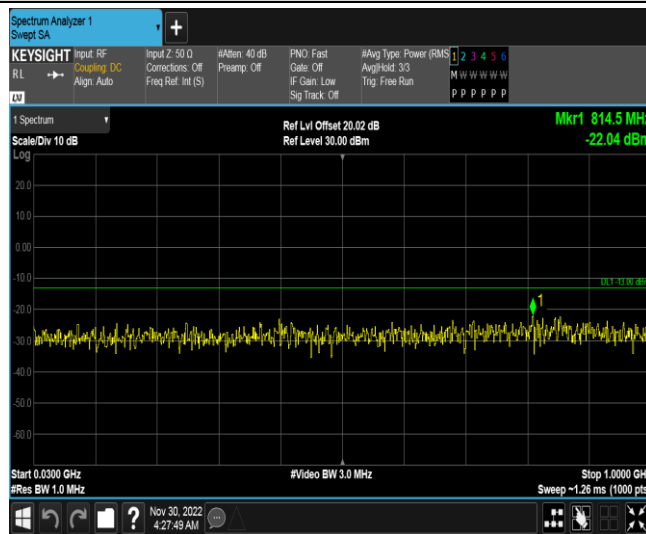 Spectrum Analyzer 1
Swept SA
+
KEYSIGHT
RL
LXI
Input: RF
Coupling: DC
Align: Auto
Input Z: 50 Ω
Corrections: Off
Freq Ref: Int (S)
#Atten: 40 dB
Preamp: Off
PNO: Fast
Gate: Off
IF Gain: Low
Sig Track: Off
#Avg Type: Power (RMS
Avg|Hold: 3/3
Trig: Free Run
1 2 3 4 5 6
M W W W W W
P P P P P P
1 Spectrum
Scale/Div 10 dB
Log
Ref Lvl Offset 20.02 dB
Ref Level 30.00 dBm
Mkr1 814.5 MHz
-22.04 dBm
20.0
10.0
0.00
-10.0
-20.0
-30.0
-40.0
-50.0
-60.0
DL1 -13.00 dBm
1
Start 0.0300 GHz
#Res BW 1.0 MHz
#Video BW 3.0 MHz
Stop 1.0000 GH
Sweep ~1.26 ms (1000 pts
?
Nov 30, 2022
4:27:49 AM